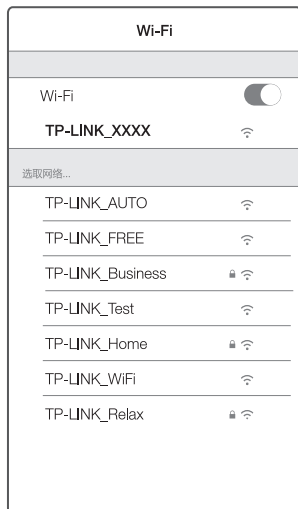 Wi-Fi
Wi-Fi
TP-LINK_XXXX
选取网络...
TP-LINK_AUTO
TP-LINK_FREE
TP-LINK_Business
TP-LINK_Test
TP-LINK_Home
TP-LINK_WiFi
TP-LINK_Relax